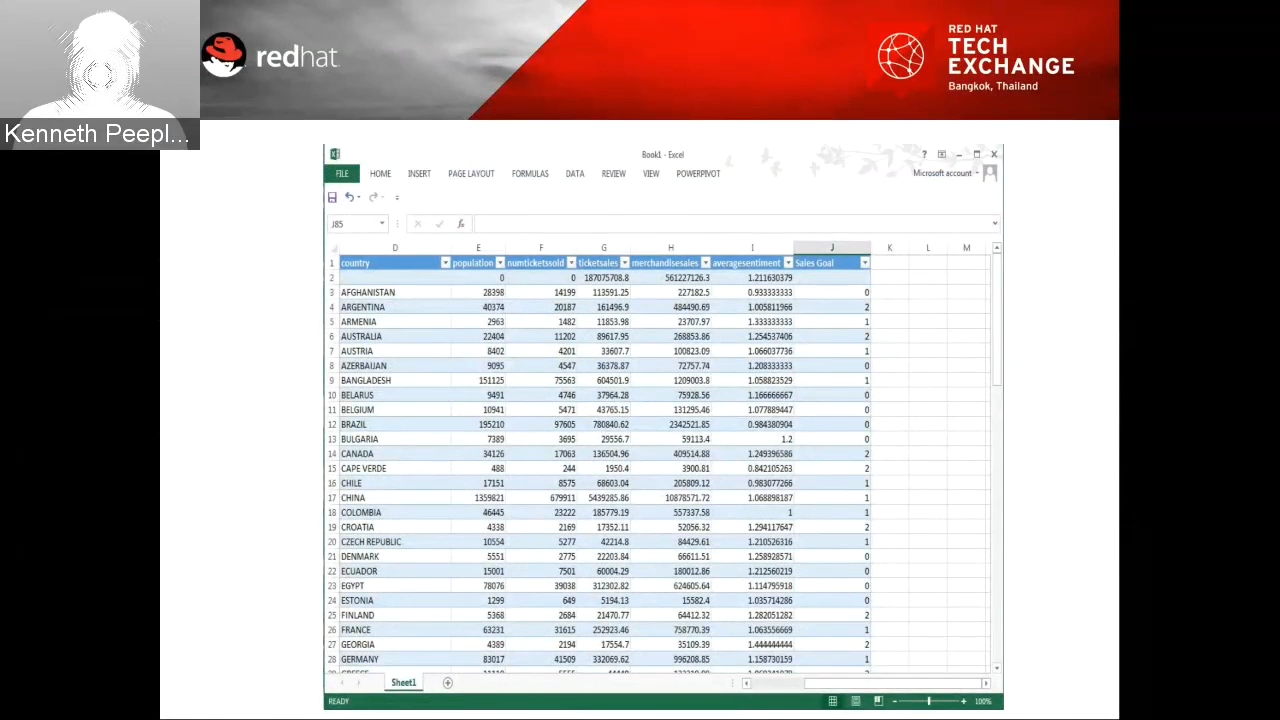 Kenneth Peepl...
redhat.
RED HAT
TECH
EXCHANGE
Bangkok, Thailand
Book1 - Excel
FILE HOME INSERT PAGE LAYOUT FORMULAS DATA REVIEW VIEW POWERPIVOT Microsoft account
J85
D E F G H I J K L M
1 country population numticketssold ticketsales merchandisesales averagesentiment Sales Goal
2 0 0 187075708.8 561227126.3 1.211630379
3 AFGHANISTAN 28398 14199 113591.25 227182.5 0.933333333 0
4 ARGENTINA 40374 20187 161496.9 484490.69 1.005811966 2
5 ARMENIA 2963 1482 11853.98 23707.97 1.333333333 1
6 AUSTRALIA 22404 11202 89617.95 268853.86 1.254537406 2
7 AUSTRIA 8402 4201 33607.7 100823.09 1.066037736 1
8 AZERBAIJAN 9095 4547 36378.87 72757.74 1.208333333 0
9 BANGLADESH 151125 75563 604501.9 1209003.8 1.058823529 1
10 BELARUS 9491 4746 37964.28 75928.56 1.166666667 0
11 BELGIUM 10941 5471 43765.15 131295.46 1.077889447 0
12 BRAZIL 195210 97605 780840.62 2342521.85 0.984380904 0
13 BULGARIA 7389 3695 29556.7 59113.4 1.2 0
14 CANADA 34126 17063 136504.96 409514.88 1.249396586 2
15 CAPE VERDE 488 244 1950.4 3900.81 0.842105263 2
16 CHILE 17151 8575 68603.04 205809.12 0.983077266 1
17 CHINA 1359821 679911 5439285.86 10878571.72 1.068898187 1
18 COLOMBIA 46445 23222 185779.19 557337.58 1 1
19 CROATIA 4338 2169 17352.11 52056.32 1.294117647 2
20 CZECH REPUBLIC 10554 5277 42214.8 84429.61 1.210526316 1
21 DENMARK 5551 2775 22203.84 66611.51 1.258928571 0
22 ECUADOR 15001 7501 60004.29 180012.86 1.212560219 0
23 EGYPT 78076 39038 312302.82 624605.64 1.114795918 0
24 ESTONIA 1299 649 5194.13 15582.4 1.035714286 0
25 FINLAND 5368 2684 21470.77 64412.32 1.282051282 2
26 FRANCE 63231 31615 252923.46 758770.39 1.063556669 1
27 GEORGIA 4389 2194 17554.7 35109.39 1.444444444 2
28 GERMANY 83017 41509 332069.62 996208.85 1.158730159 1
Sheet1
READY 100%